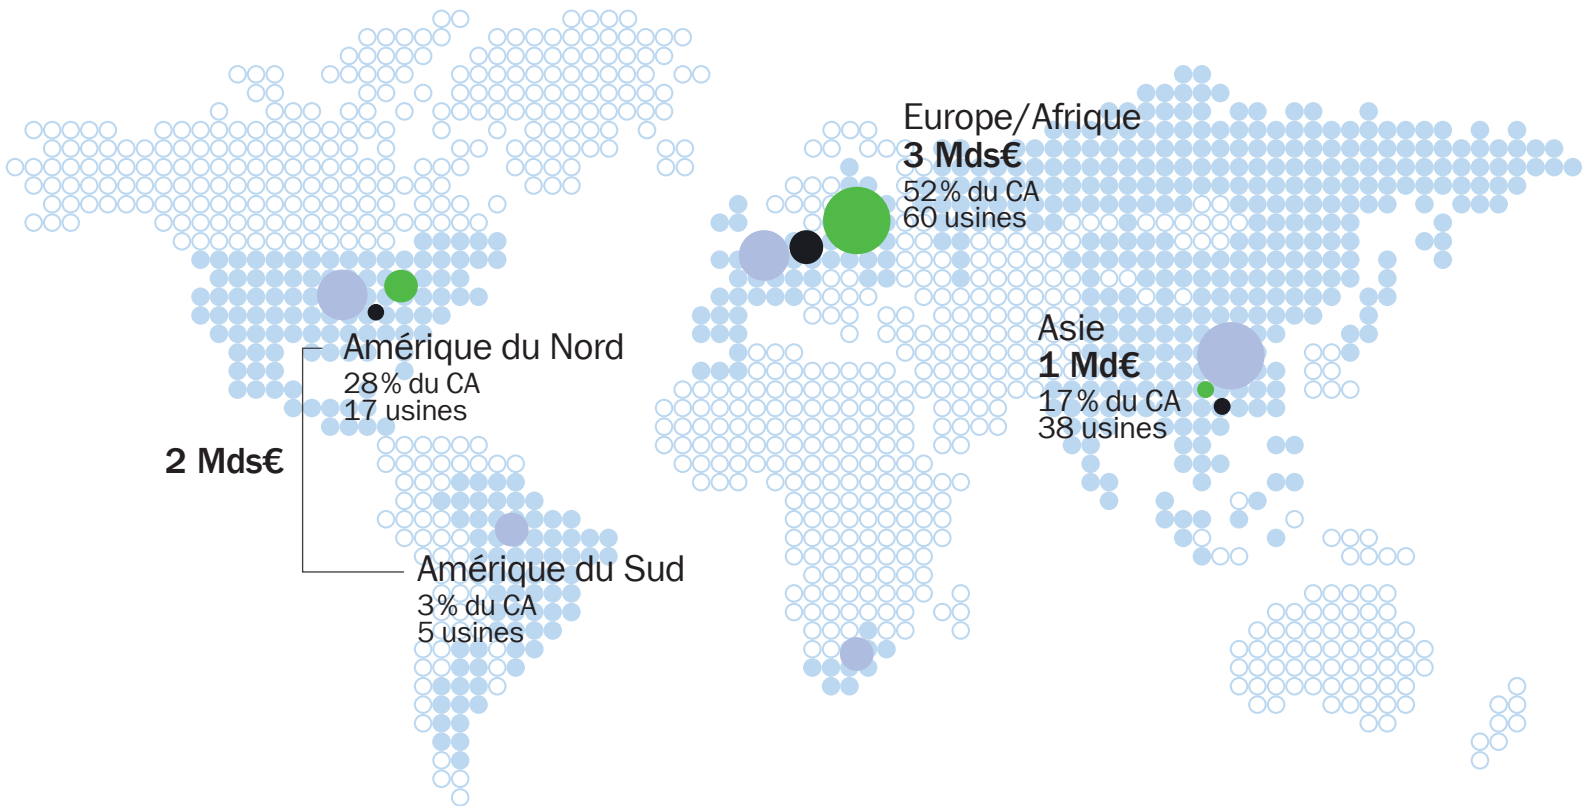 Europe/Afrique
3 Mds€
52% du CA
60 usines
Asie
1 Md€
17% du CA
38 usines
Amérique du Nord
28% du CA
17 usines
2 Mds€
Amérique du Sud
3% du CA
5 usines